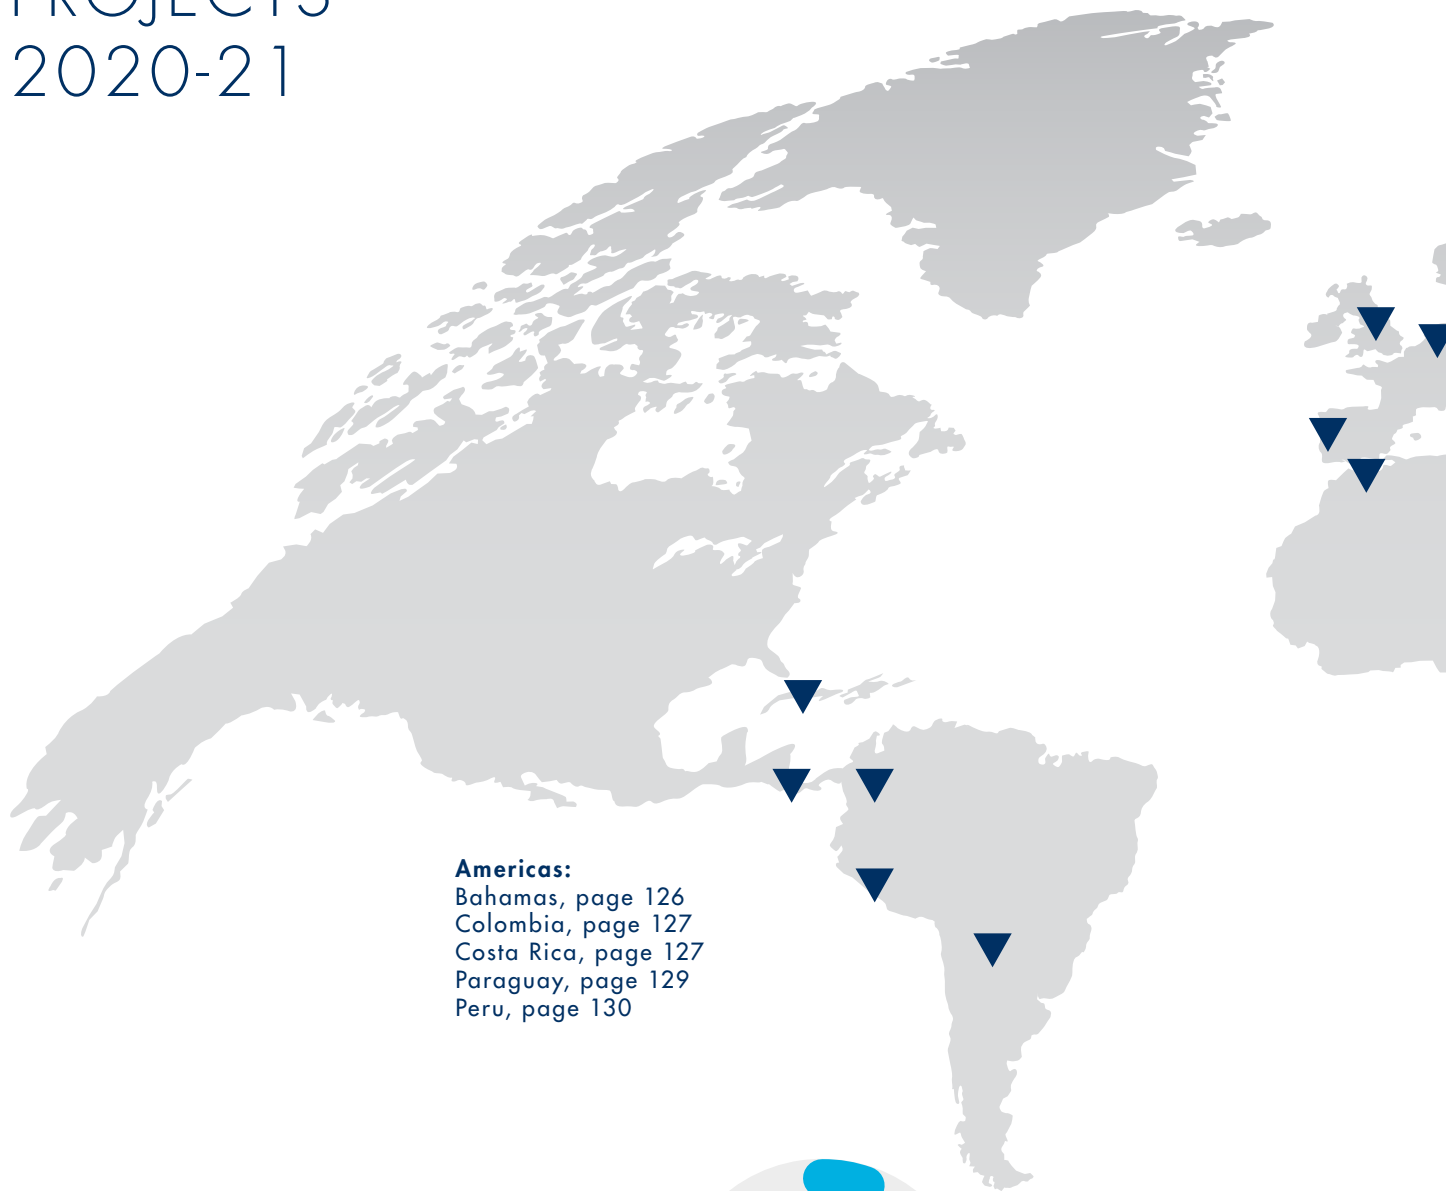 PROJECTS
2020-21
Americas:
Bahamas, page 126
Colombia, page 127
Costa Rica, page 127
Paraguay, page 129
Peru, page 130